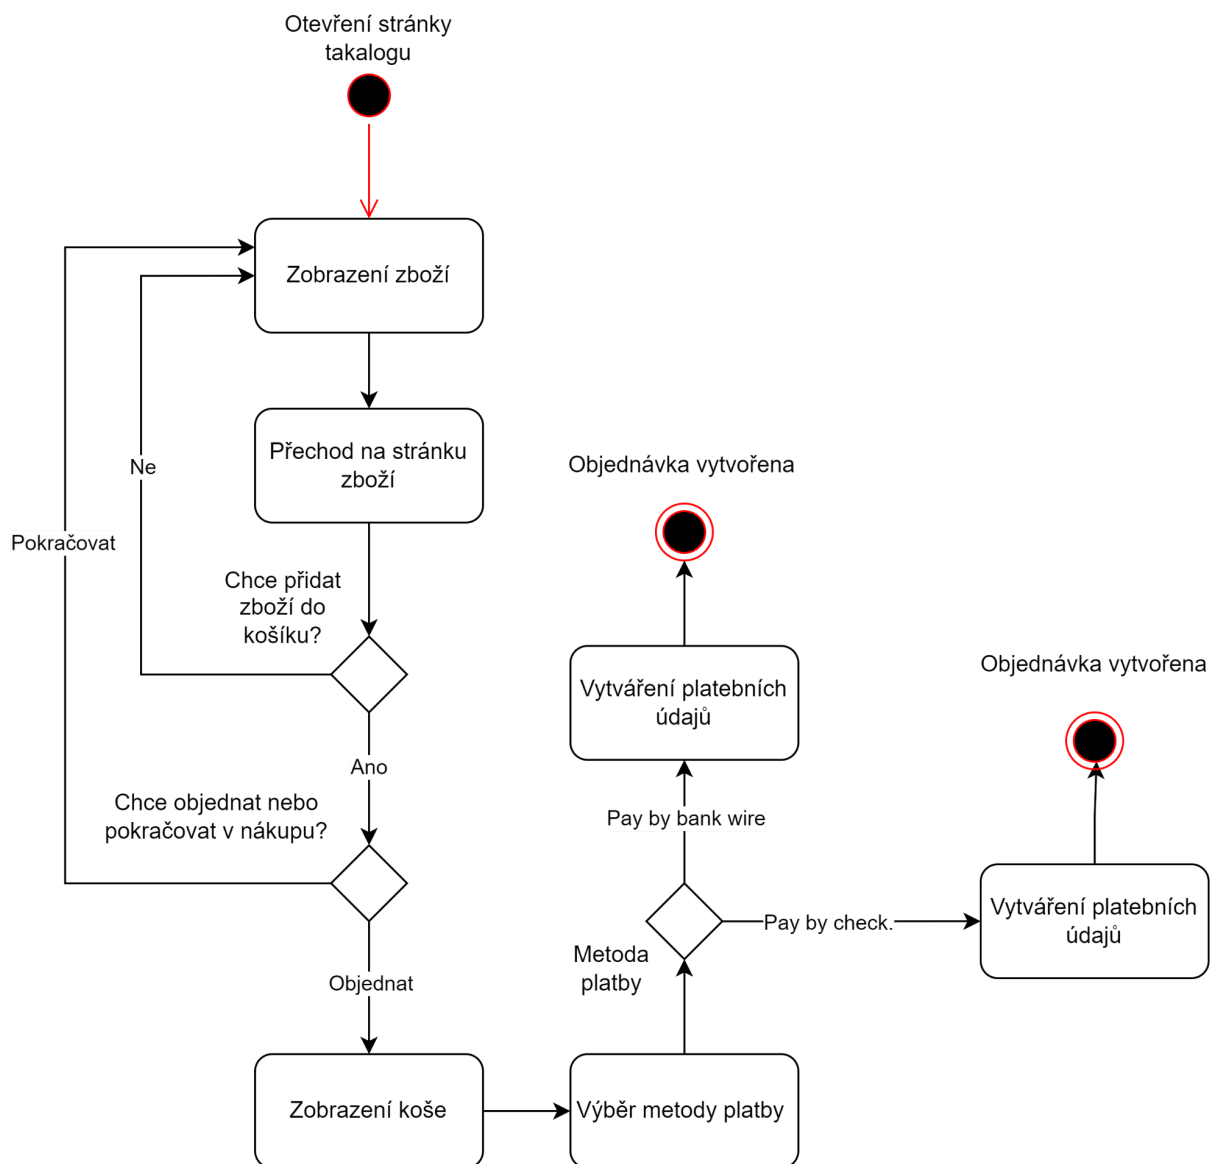 Otevření stránky
takalogu
Zobrazení zboží
Přechod na stránku
zboží
Ne
Pokračovat
Chce přidat
zboží do
košíku?
Ano
Chce objednat nebo
pokračovat v nákupu?
Objednat
Zobrazení koše
Výběr metody platby
Metoda
platby
Pay by bank wire
Vytváření platebních
údajů
Objednávka vytvořena
Pay by check.
Vytváření platebních
údajů
Objednávka vytvořena